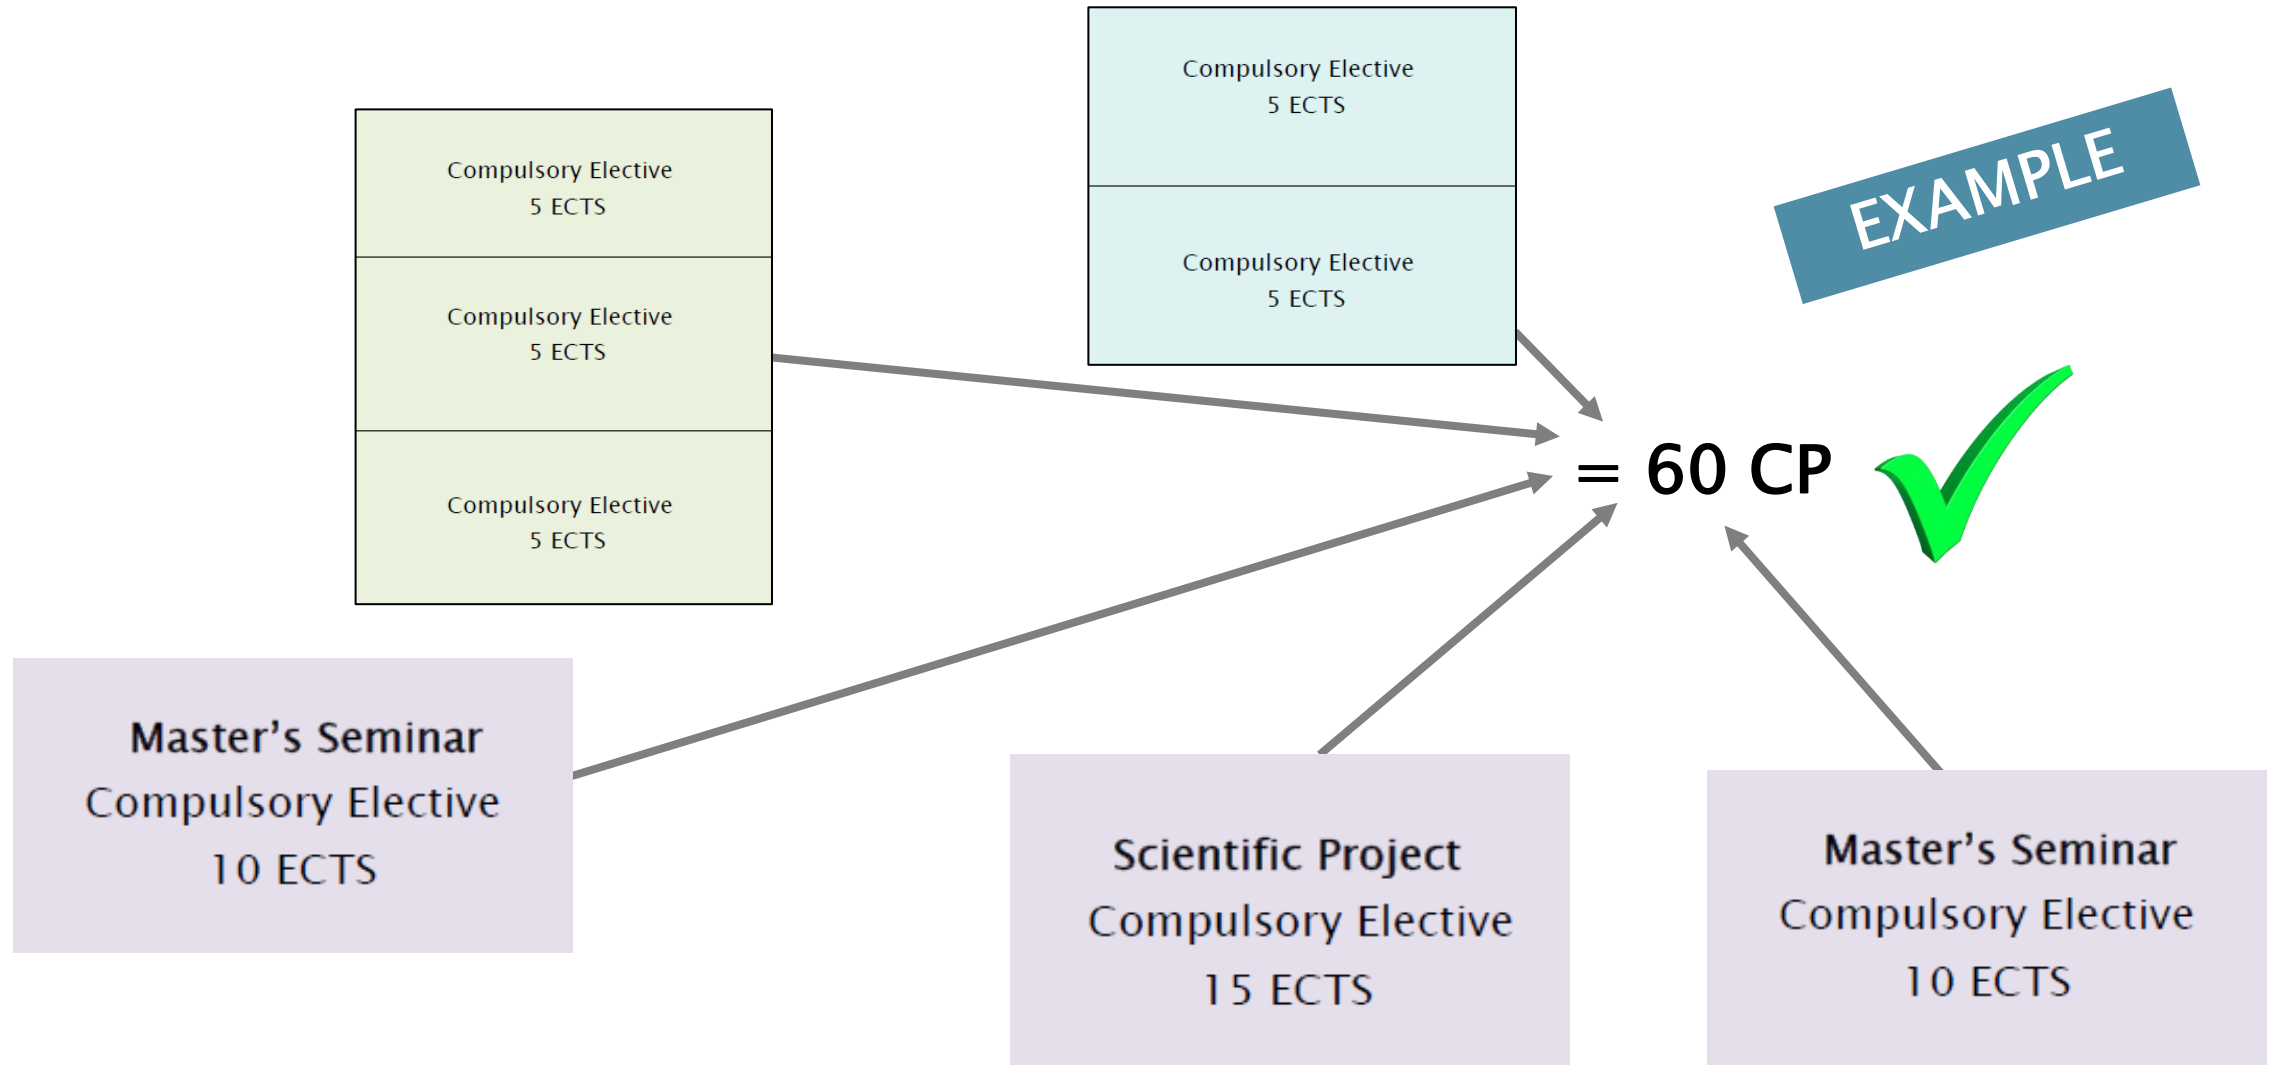 Compulsory Elective
5 ECTS
Compulsory Elective
5 ECTS
Compulsory Elective
5 ECTS
Compulsory Elective
5 ECTS
Compulsory Elective
5 ECTS
EXAMPLE
= 60 CP
Master’s Seminar
Compulsory Elective
10 ECTS
Scientific Project
Compulsory Elective
15 ECTS
Master’s Seminar
Compulsory Elective
10 ECTS